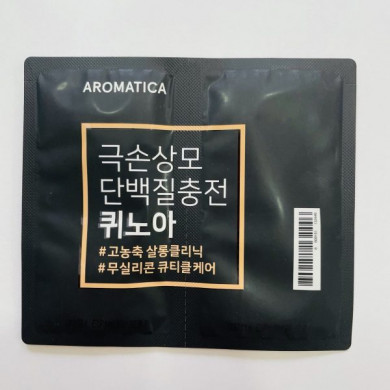 AROMATICA
극손상모
단백질충전
퀴노아
#고농축 살롱클리닉
#무실리콘 큐티클케어